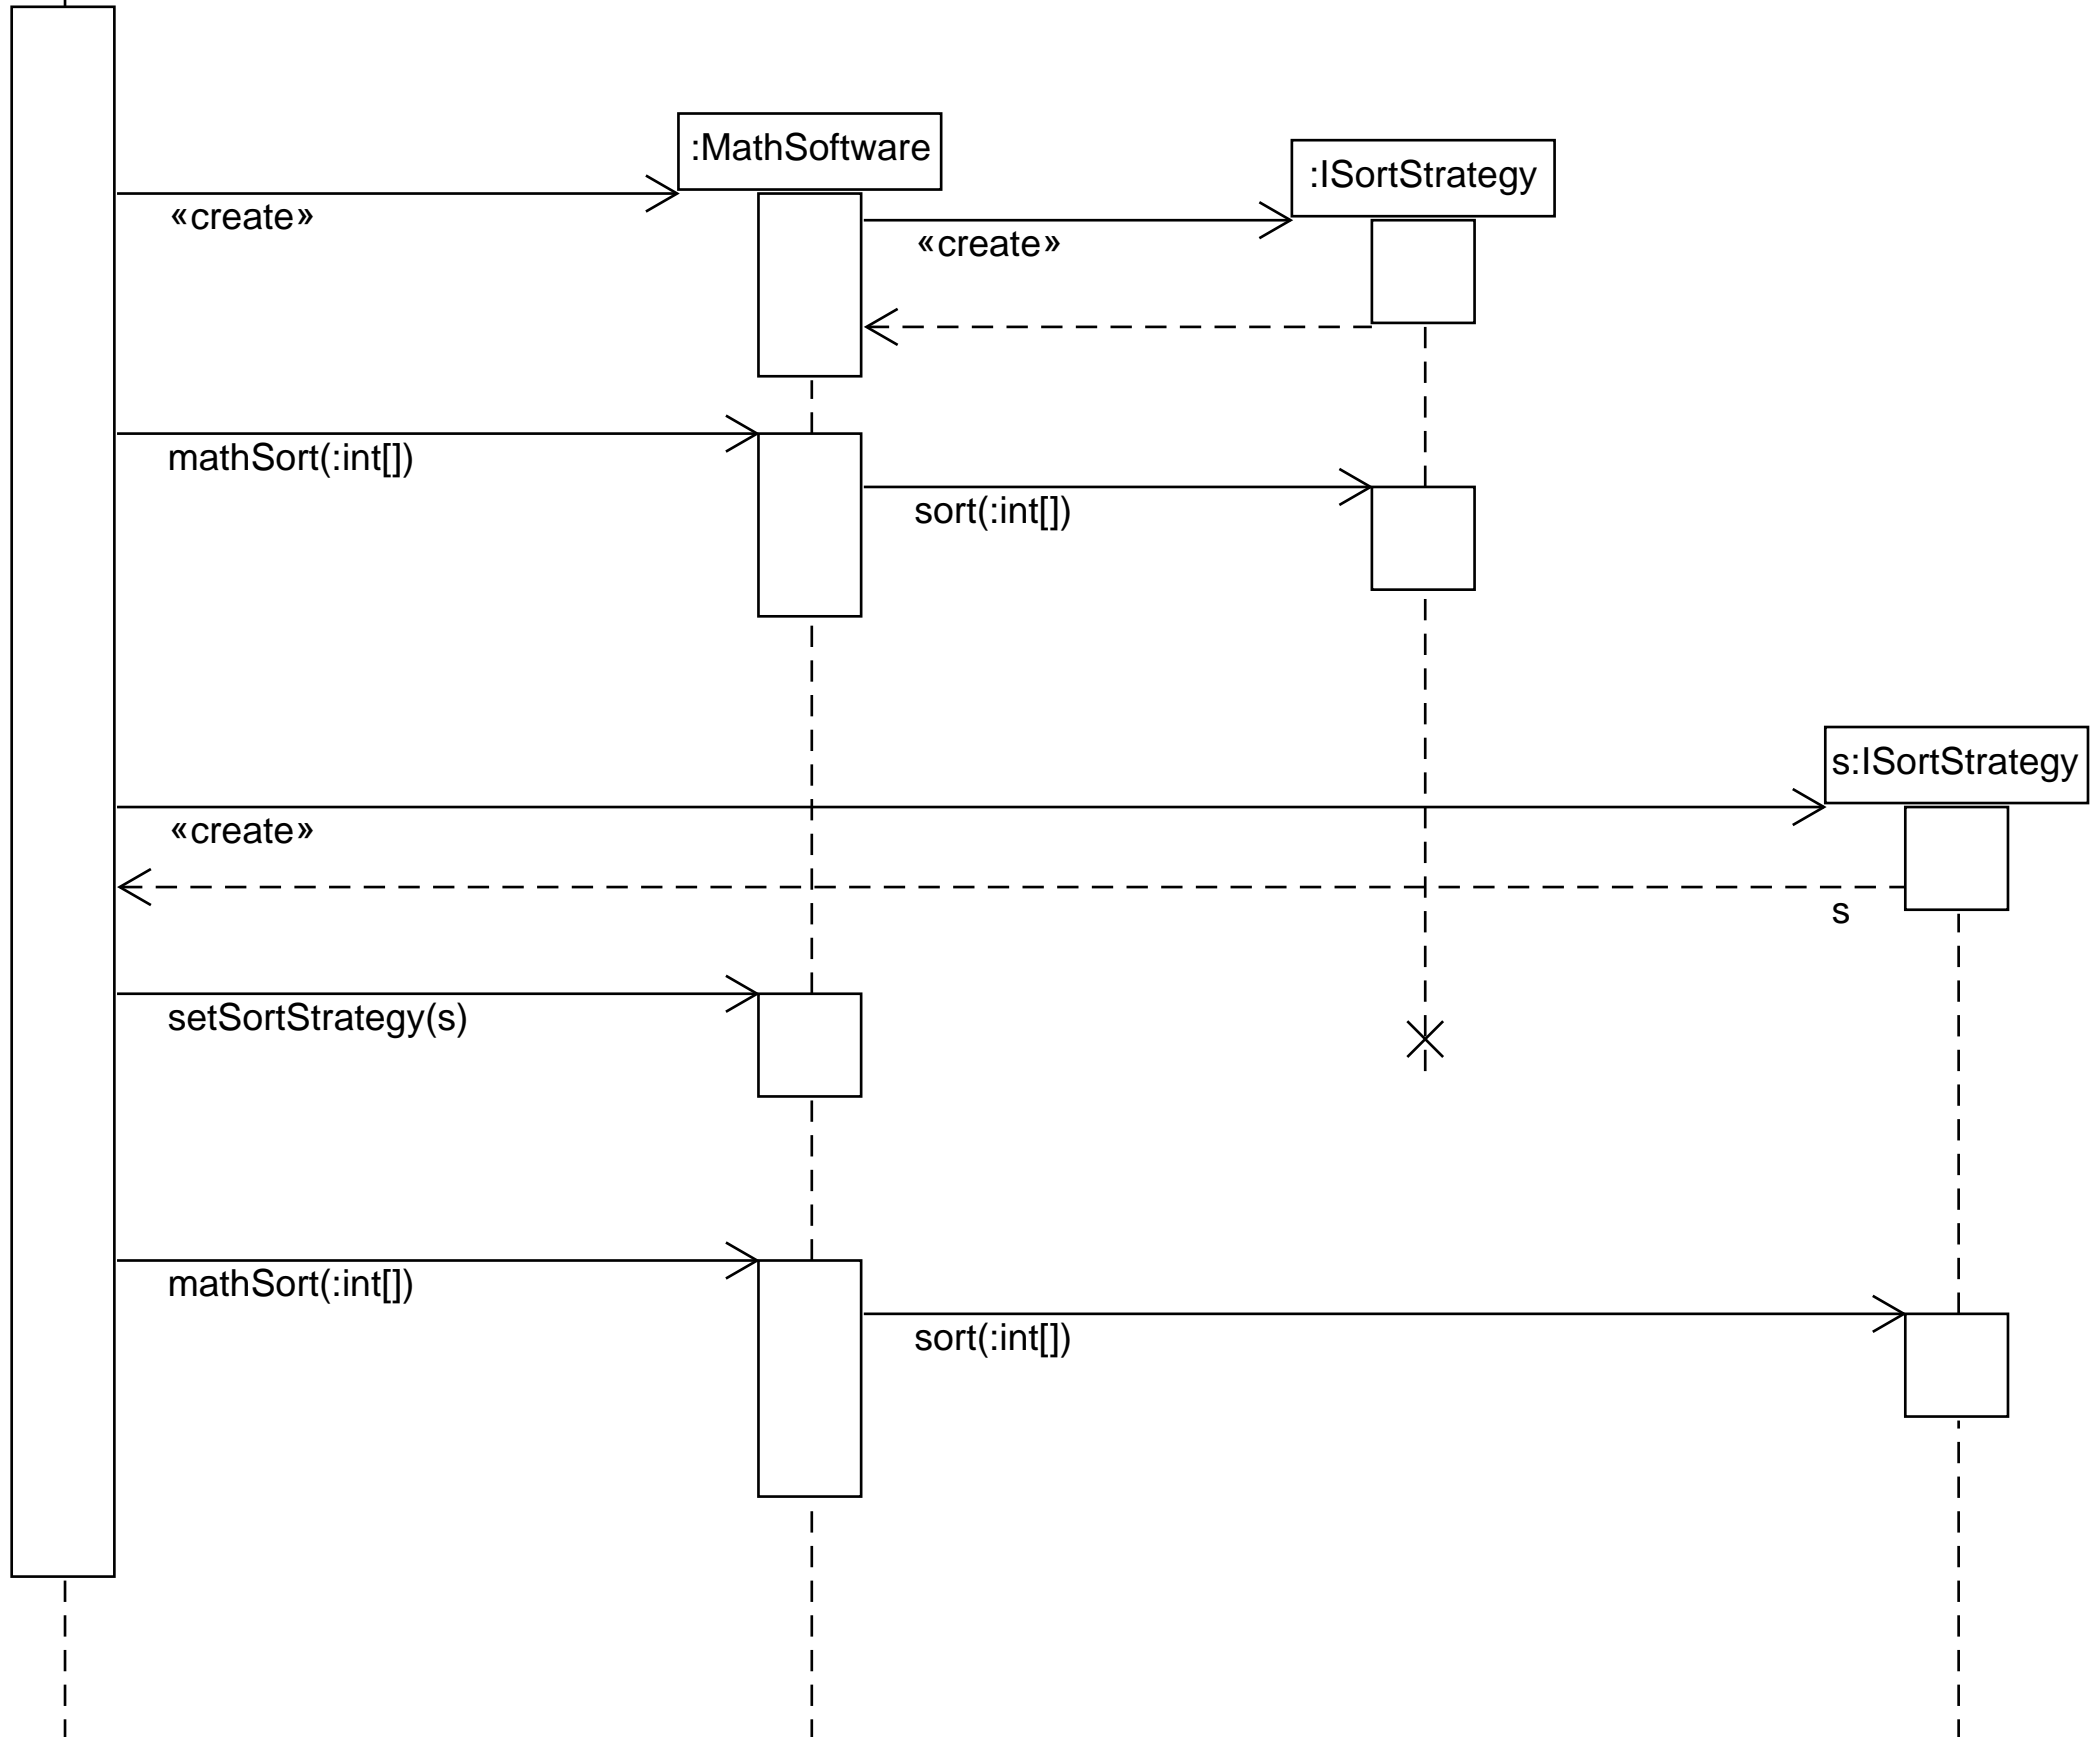 :MathSoftware
:ISortStrategy
«create»
«create»
mathSort(:int[])
sort(:int[])
s:ISortStrategy
«create»
s
setSortStrategy(s)
mathSort(:int[])
sort(:int[])